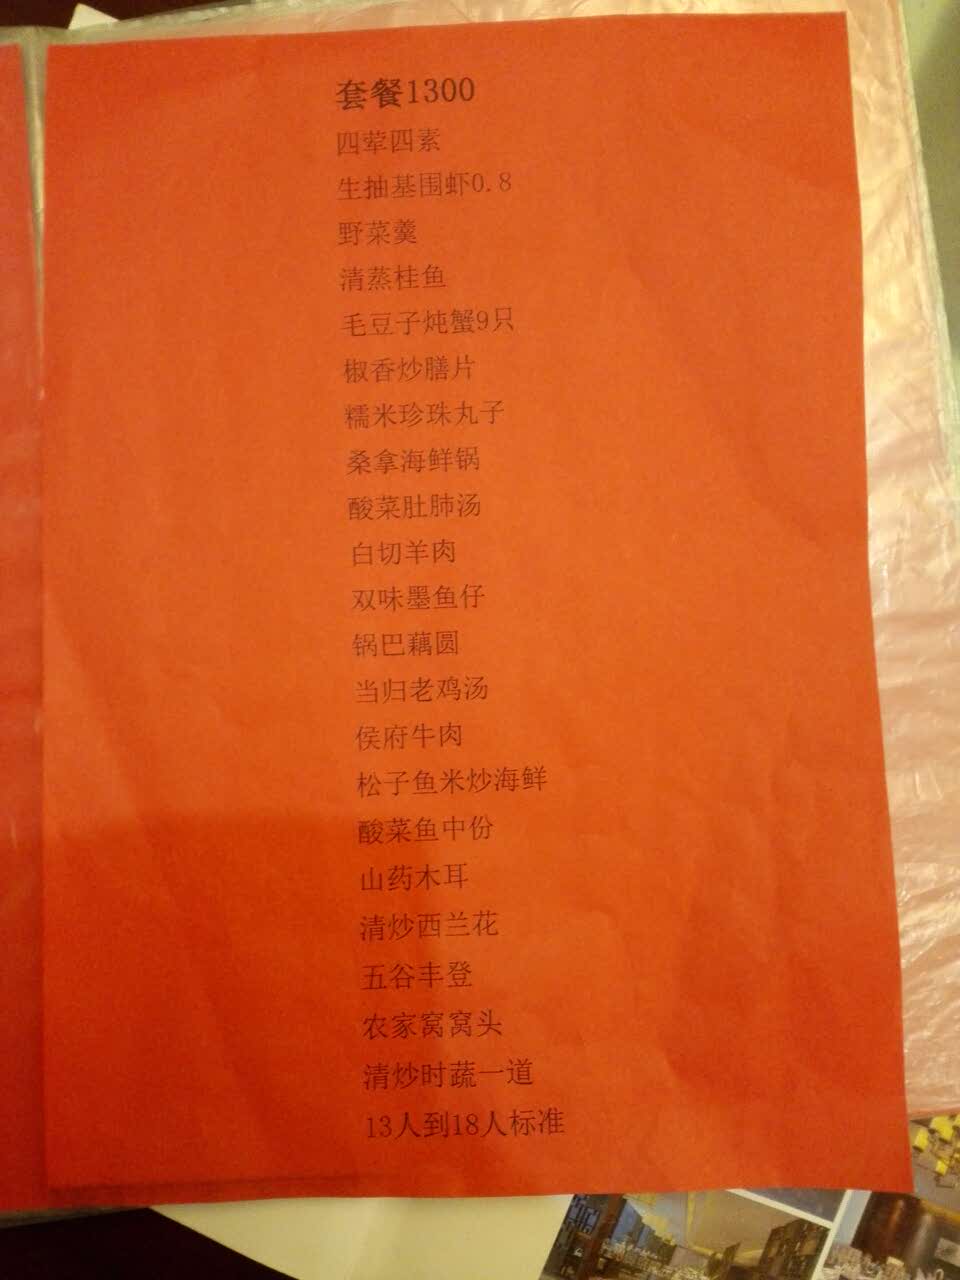 套餐1300
四荤四素
生抽基围虾0.8
野菜羹
清蒸桂鱼
毛豆子炖蟹9只
椒香炒膳片
糯米珍珠丸子
桑拿海鲜锅
酸菜肚肺汤
白切羊肉
双味墨鱼仔
锅巴藕圆
当归老鸡汤
侯府牛肉
松子鱼米炒海鲜
酸菜鱼中份
山药木耳
清炒西兰花
五谷丰登
农家窝窝头
清炒时蔬一道
13人到18人标准